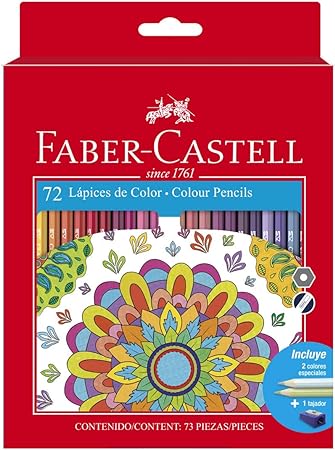 FABER-CASTELL
since 1761
72 Lápices de Color • Colour Pencils
Incluye
2 colores
especiales
+ 1 tajador
CONTENIDO/CONTENT: 73 PIEZAS/PIECES